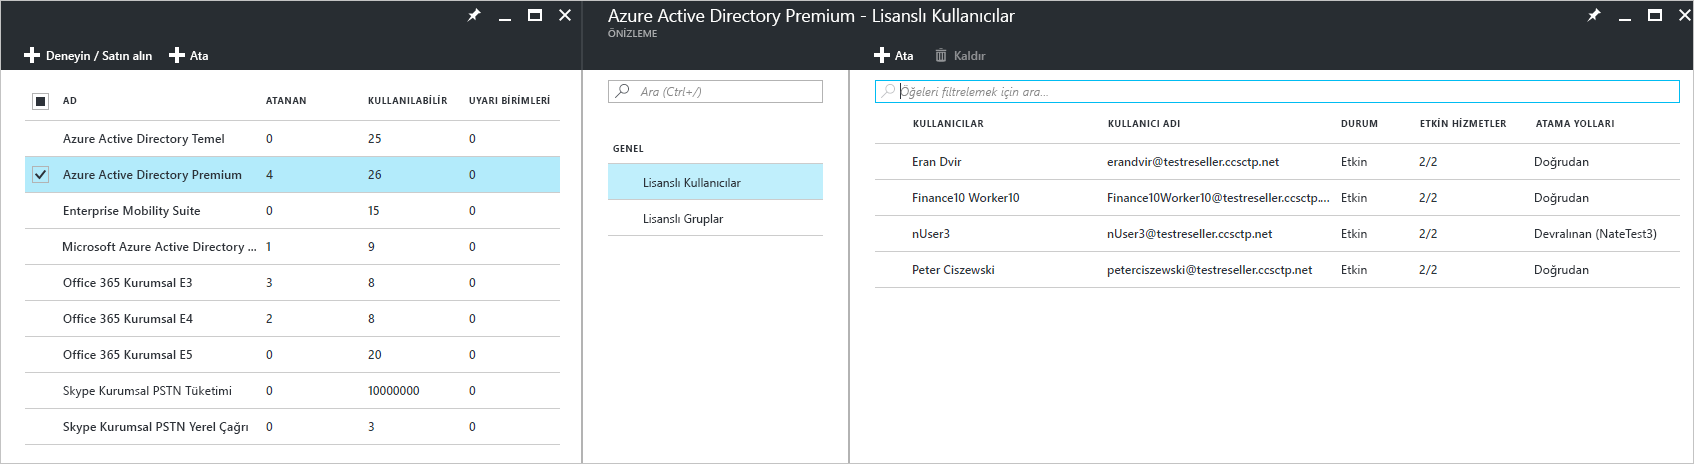 Deneyin / Satın alın Ata
AD ATANAN KULLANILABİLİR UYARI BİRİMLERİ
Azure Active Directory Temel 0 25 0
Azure Active Directory Premium 4 26 0
Enterprise Mobility Suite 0 15 0
Microsoft Azure Active Directory ... 1 9 0
Office 365 Kurumsal E3 3 8 0
Office 365 Kurumsal E4 2 8 0
Office 365 Kurumsal E5 0 20 0
Skype Kurumsal PSTN Tüketimi 0 10000000 0
Skype Kurumsal PSTN Yerel Çağrı 0 3 0
Azure Active Directory Premium - Lisanslı Kullanıcılar
ÖNİZLEME
Ara (Ctrl+/)
GENEL
Lisanslı Kullanıcılar
Lisanslı Gruplar
Ata Kaldır
Öğeleri filtrelemek için ara...
KULLANICILAR KULLANICI ADI DURUM ETKİN HİZMETLER ATAMA YOLLARI
Eran Dvir erandvir@testreseller.ccsctp.net Etkin 2/2 Doğrudan
Finance10 Worker10 Finance10Worker10@testreseller.ccsctp.... Etkin 2/2 Doğrudan
nUser3 nUser3@testreseller.ccsctp.net Etkin 2/2 Devralınan (NateTest3)
Peter Ciszewski peterciszewski@testreseller.ccsctp.net Etkin 2/2 Doğrudan